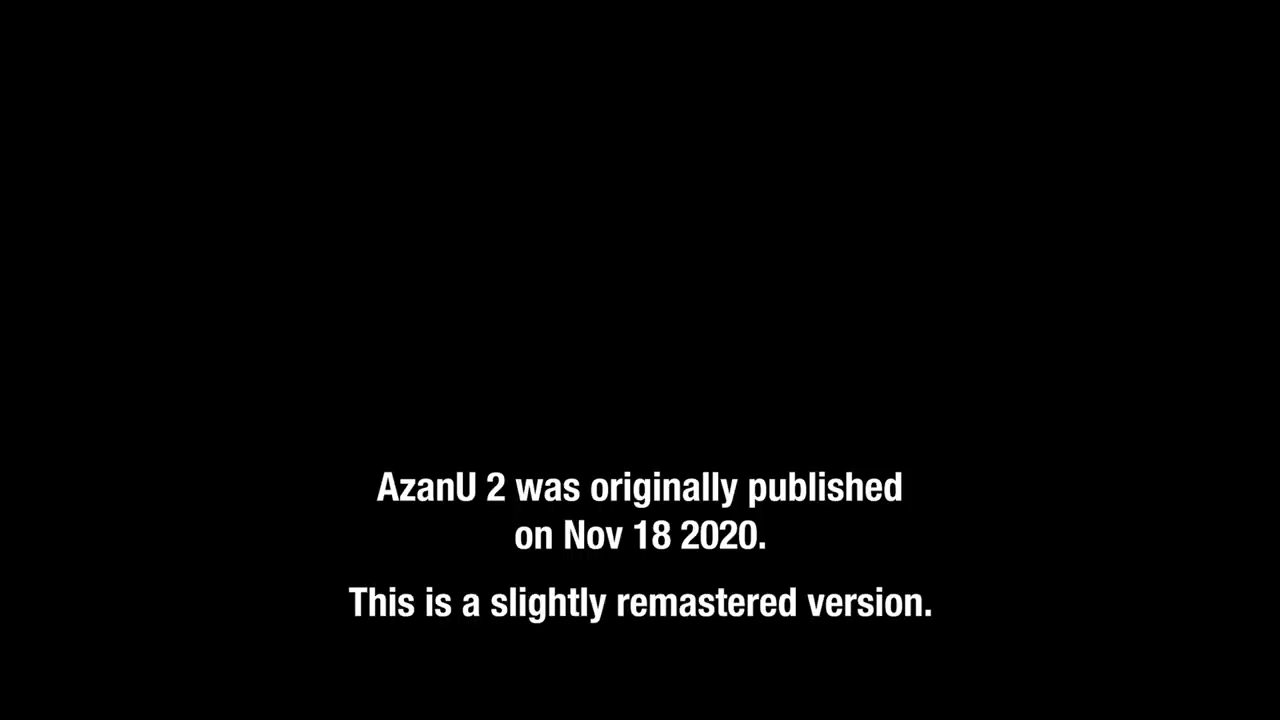 AzanU 2 was originally published
on Nov 18 2020.
This is a slightly remastered version.